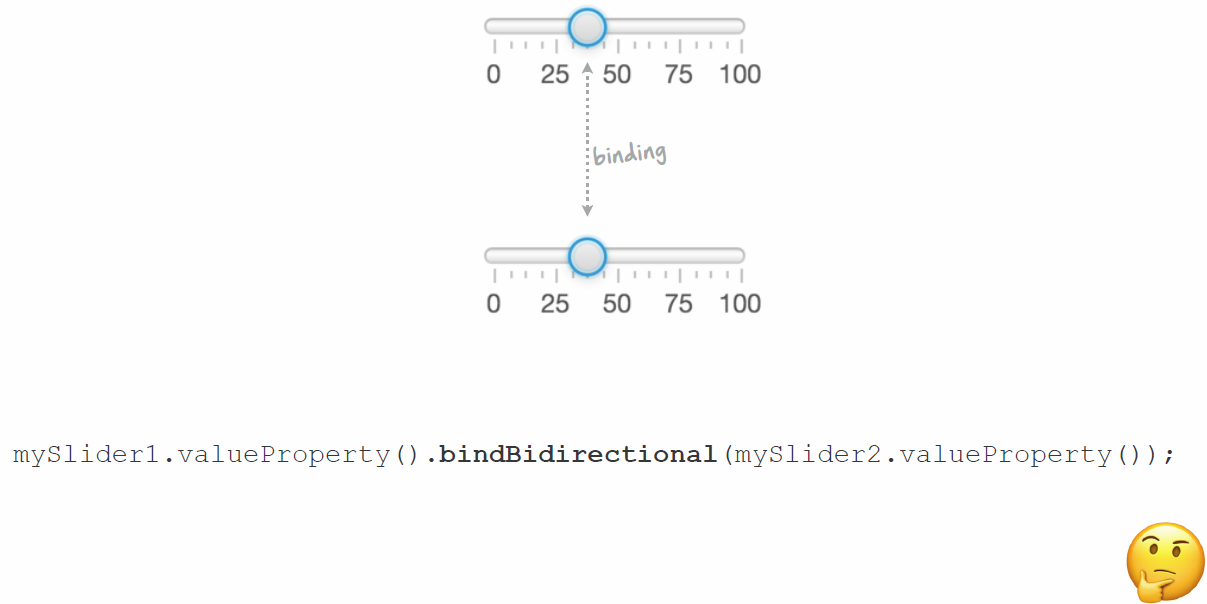 0 25 50 75 100
binding
0 25 50 75 100
mySlider1.valueProperty().bindBidirectional(mySlider2.valueProperty());